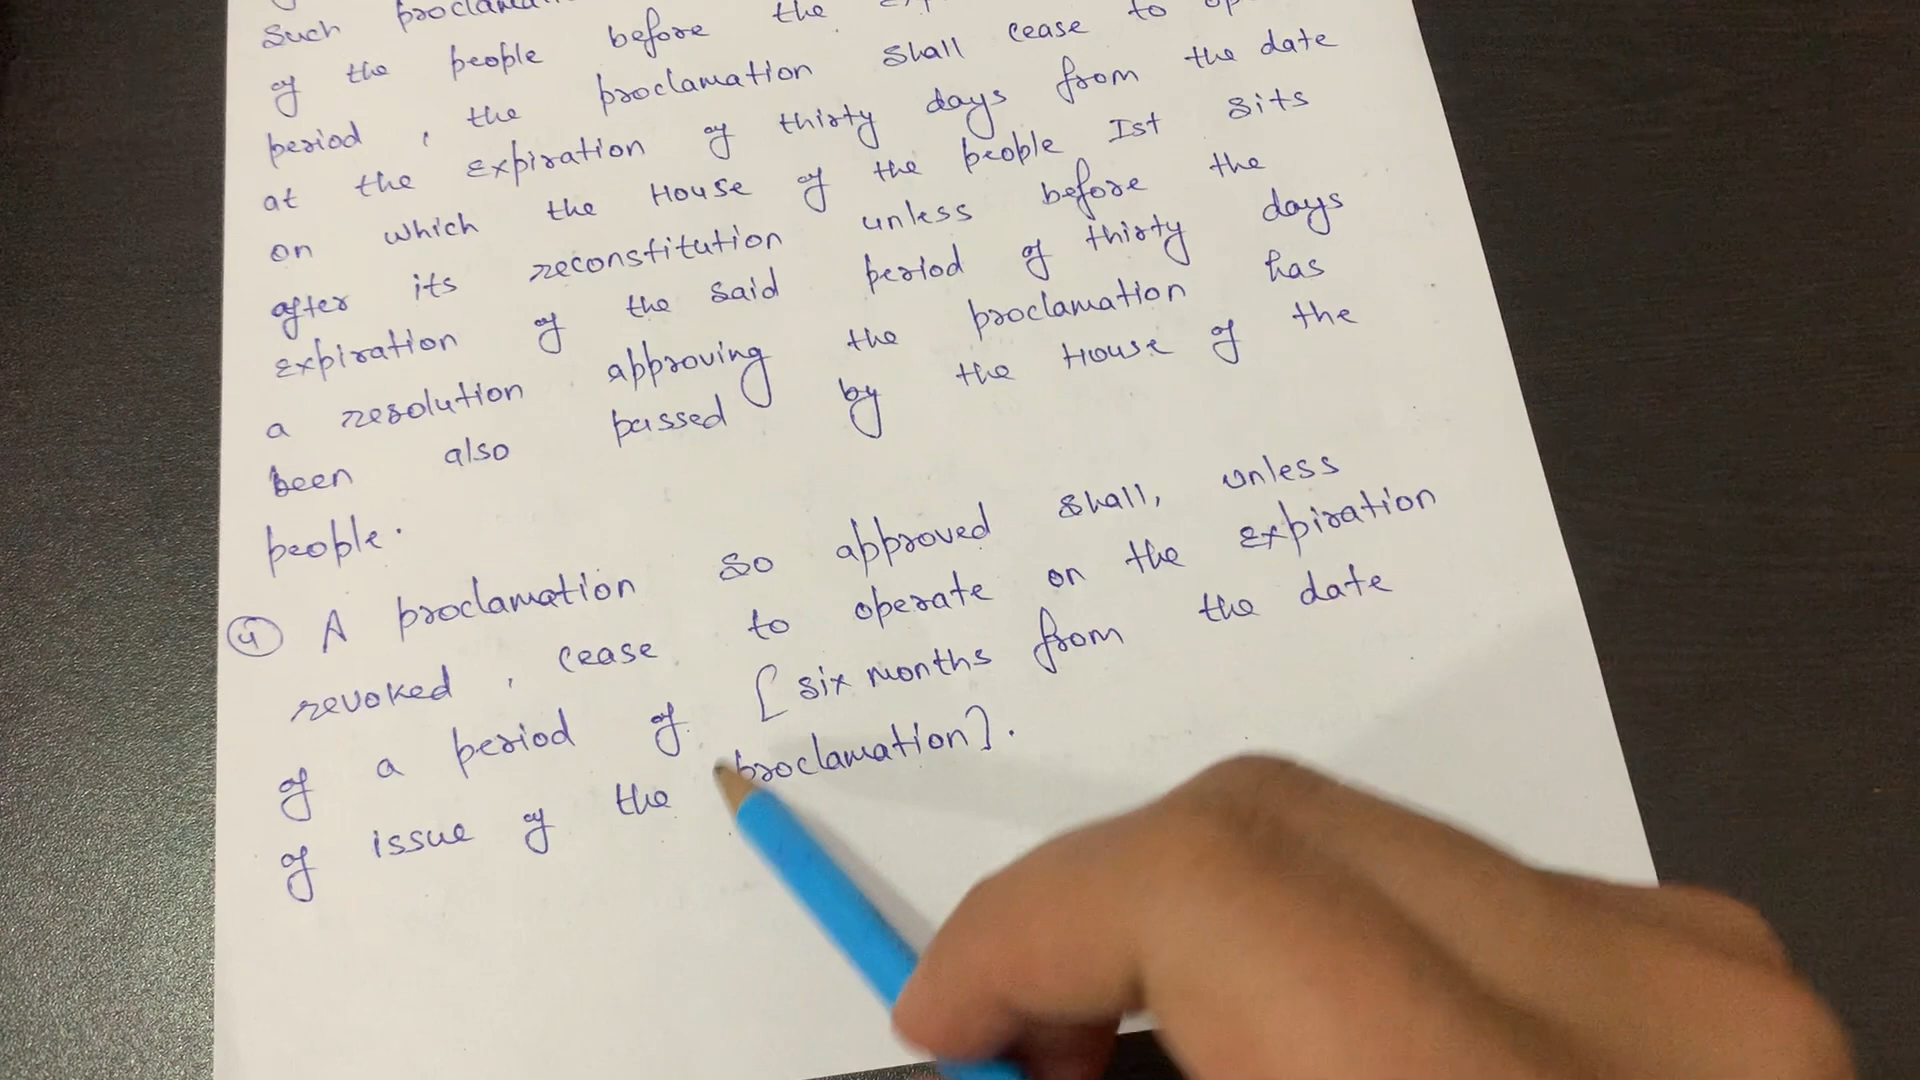 Such
of the people before the
period, the proclamation shall cease to
at the expiration of thirty days from the date
on which the House of the people Ist sits
after its reconstitution unless before the
expiration of the said period of thirty days
a resolution approving the proclamation has
been also passed by the House of the
people.
④ A proclamation so approved shall, unless
revoked, cease to operate on the expiration
of a period of [six months from the date
of issue of the proclamation].